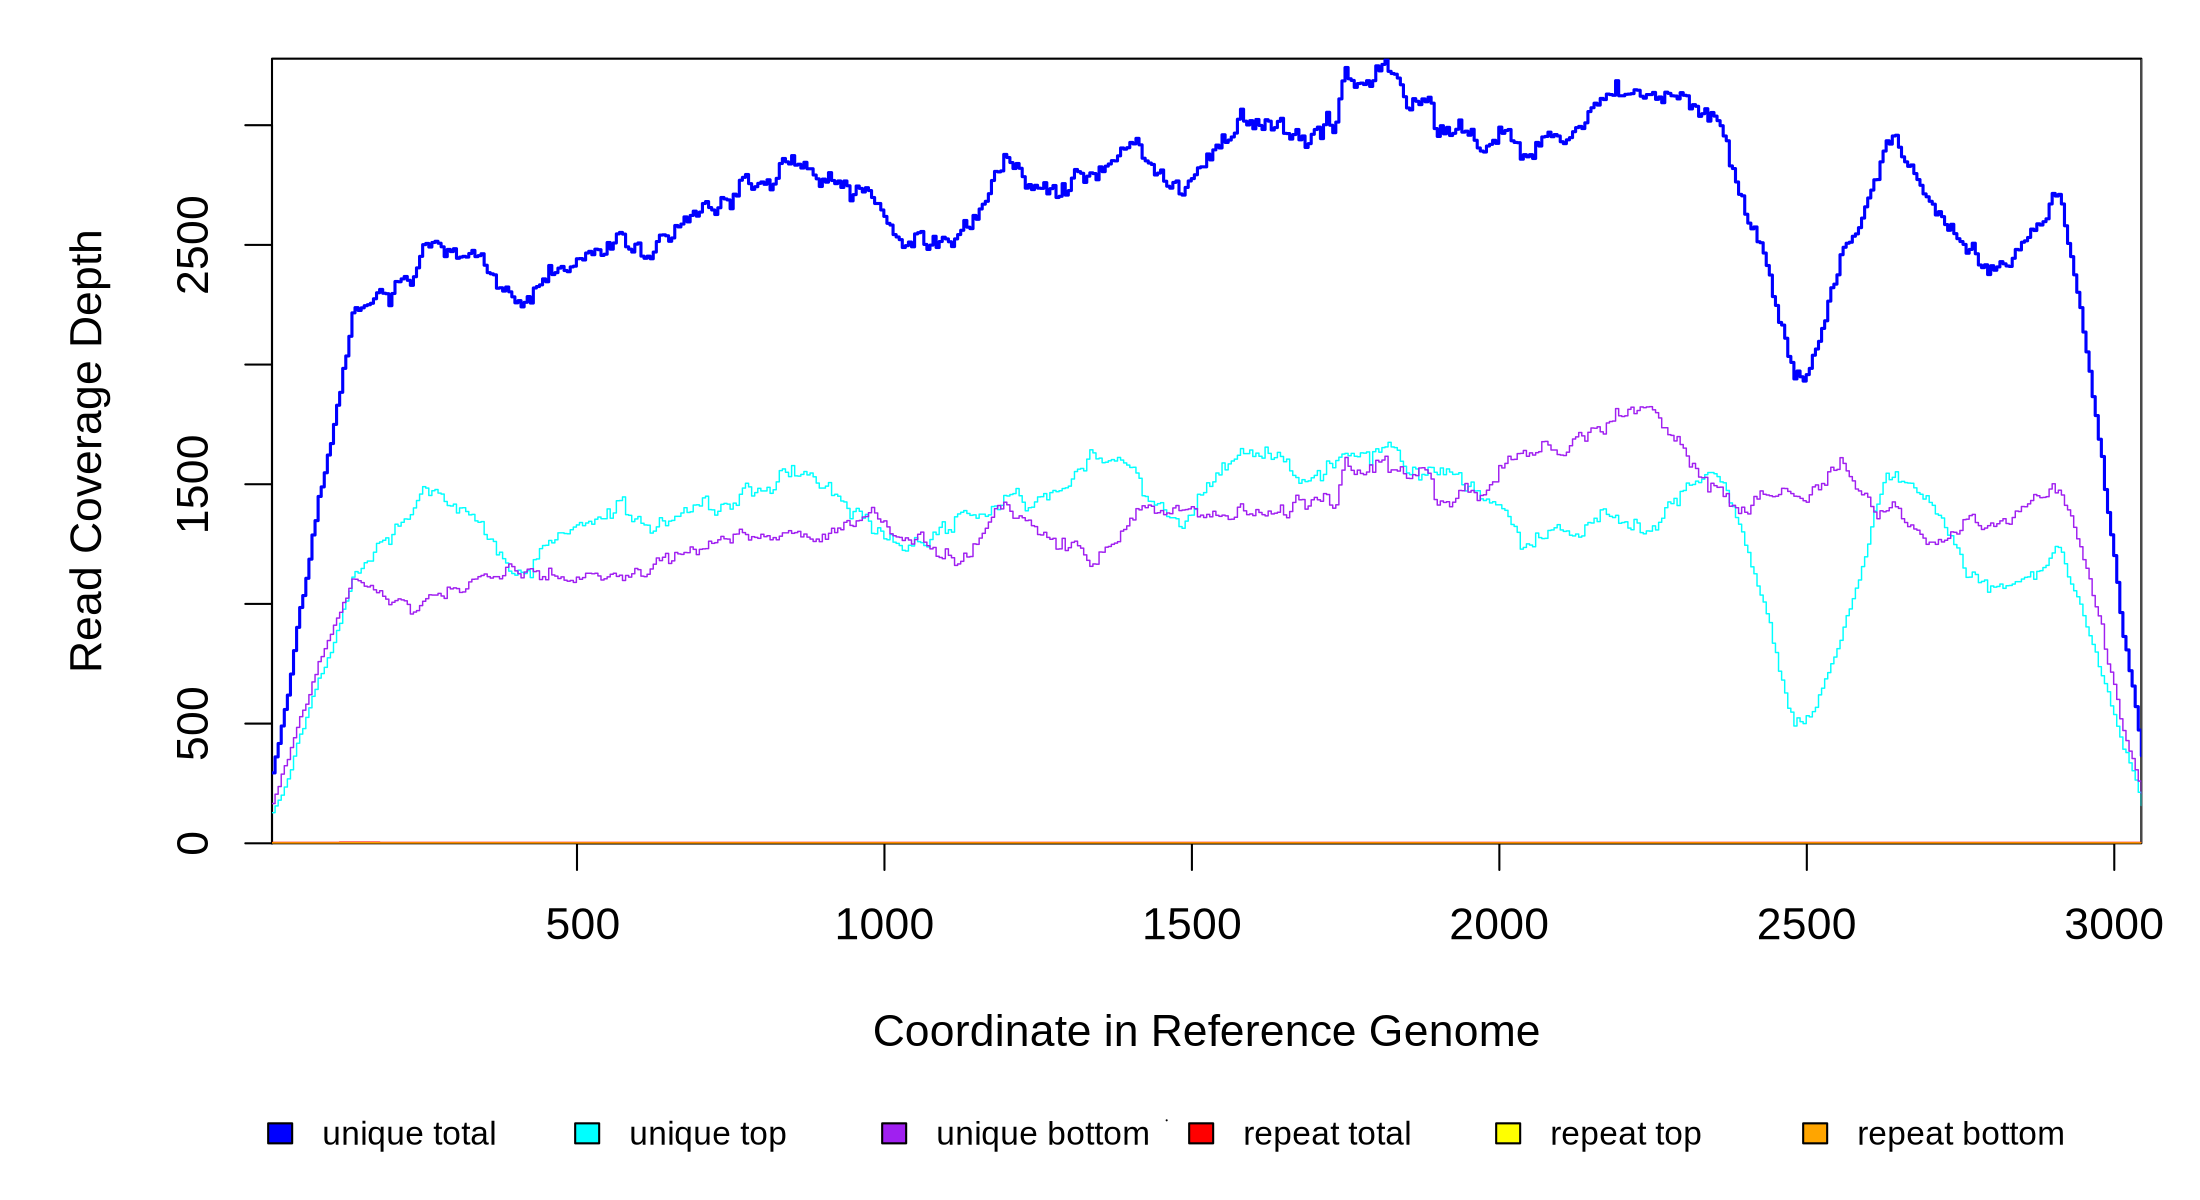 Read Coverage Depth
2500
1500
500
0
500 1000 1500 2000 2500 3000
Coordinate in Reference Genome
unique total unique top unique bottom repeat total repeat top repeat bottom